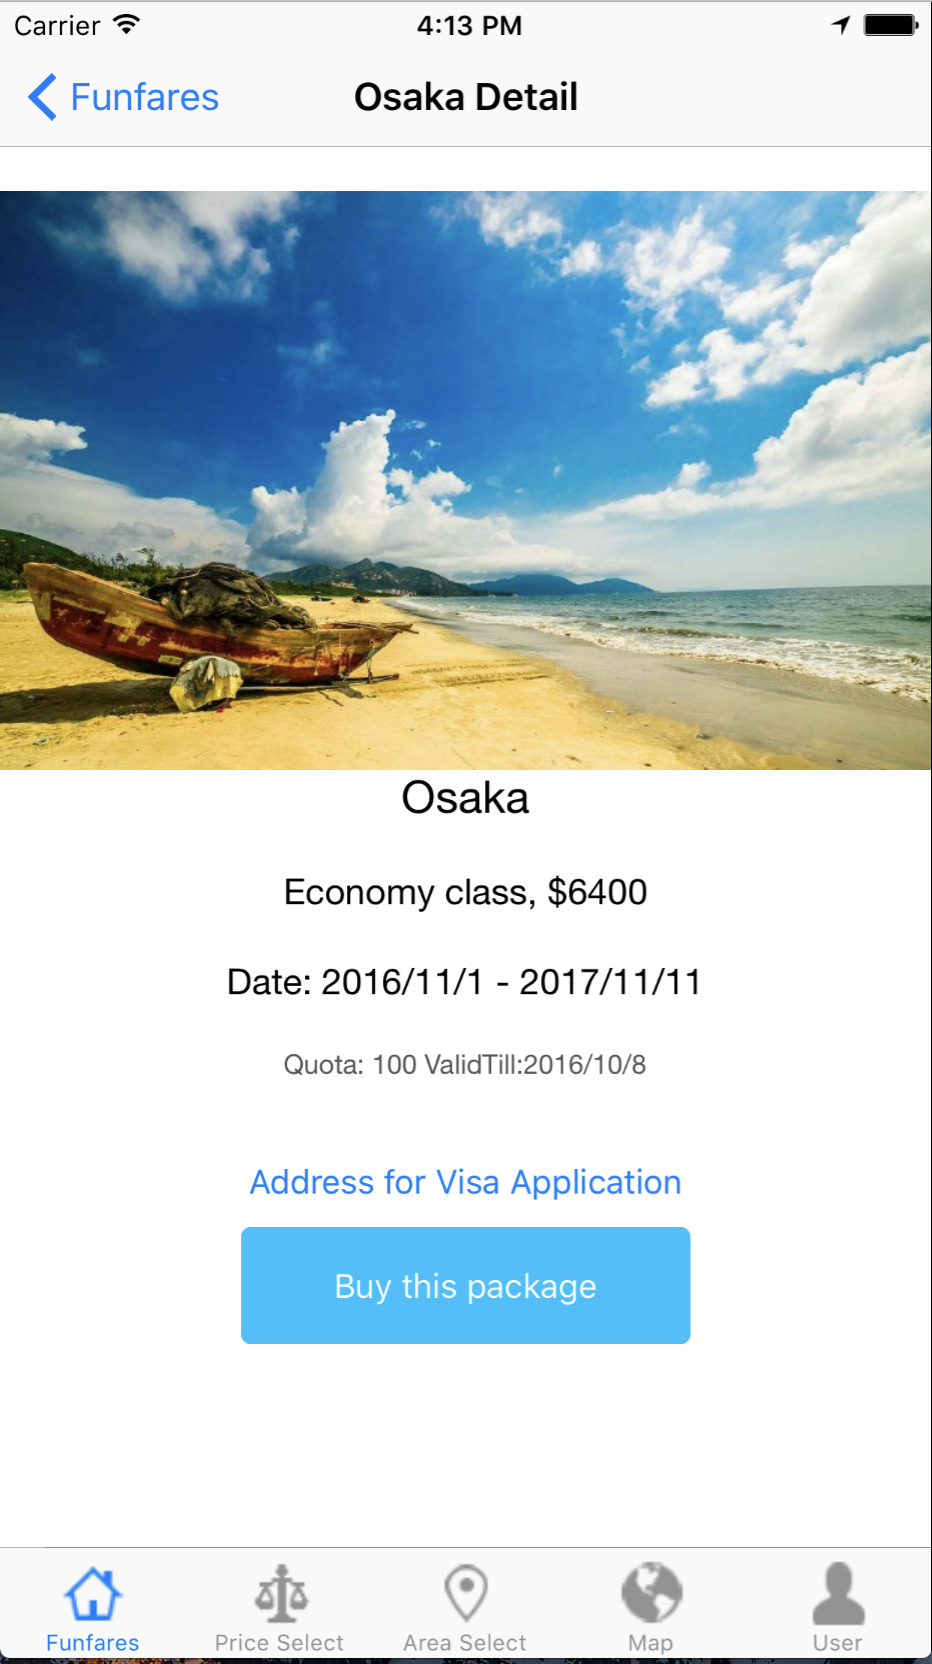 Carrier 4:13 PM
Funfares Osaka Detail
Osaka
Economy class, $6400
Date: 2016/11/1 - 2017/11/11
Quota: 100 ValidTill:2016/10/8
Address for Visa Application
Buy this package
Funfares Price Select Area Select Map User